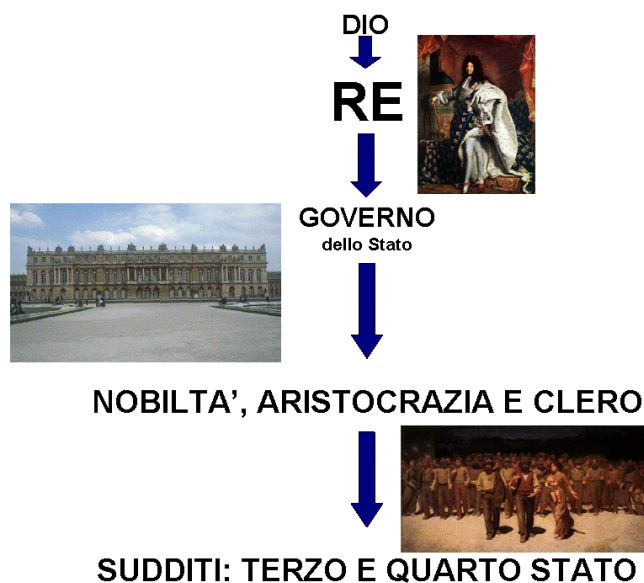 DIO
RE
GOVERNO
dello Stato
NOBILTA', ARISTOCRAZIA E CLERO
SUDDITI: TERZO E QUARTO STATO